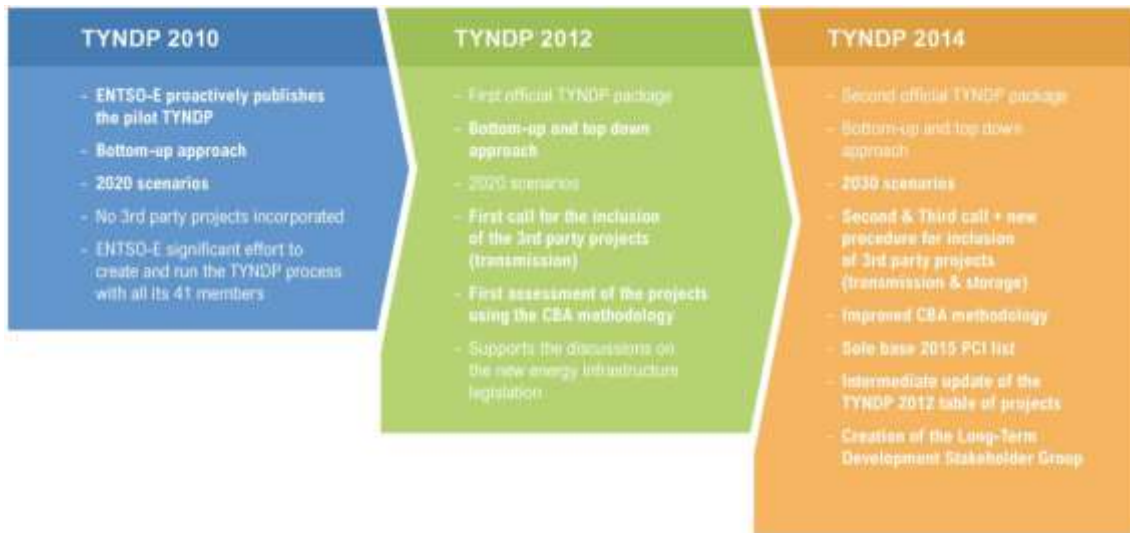 TYNDP 2010
- ENTSO-E proactively publishes
the pilot TYNDP
- Bottom-up approach
- 2020 scenarios
- No 3rd party projects incorporated
- ENTSO-E significant effort to
create and run the TYNDP process
with all its 41 members
TYNDP 2012
- First official TYNDP package
- Bottom-up and top down
approach
- 2020 scenarios
- First call for the inclusion
of the 3rd party projects
(transmission)
- First assessment of the projects
using the CBA methodology
- Supports the discussions on
the new energy infrastructure
legislation
TYNDP 2014
- Second official TYNDP package
- Bottom-up and top down
approach
- 2030 scenarios
- Second & Third call + new
procedure for inclusion
of 3rd party projects
(transmission & storage)
- Improved CBA methodology
- Sole base 2015 PCI list
- Intermediate update of the
TYNDP 2012 table of projects
- Creation of the Long-Term
Development Stakeholder Group